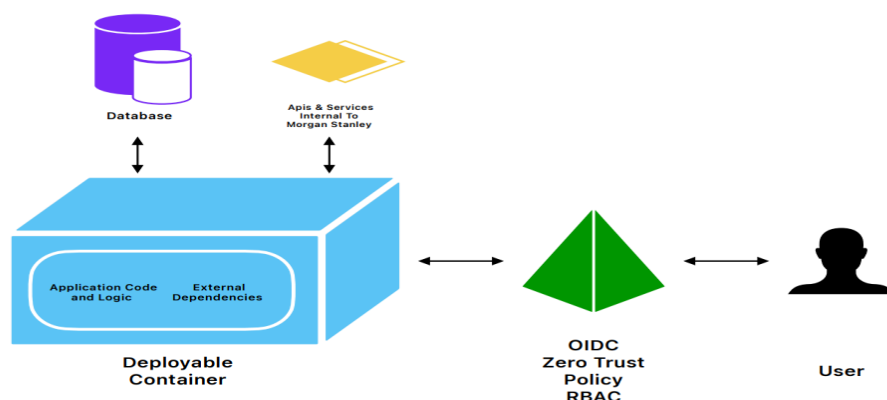 Database
Apis & Services
Internal To
Morgan Stanley
Application Code
and Logic
External
Dependencies
Deployable
Container
OIDC
Zero Trust
Policy
RBAC
User